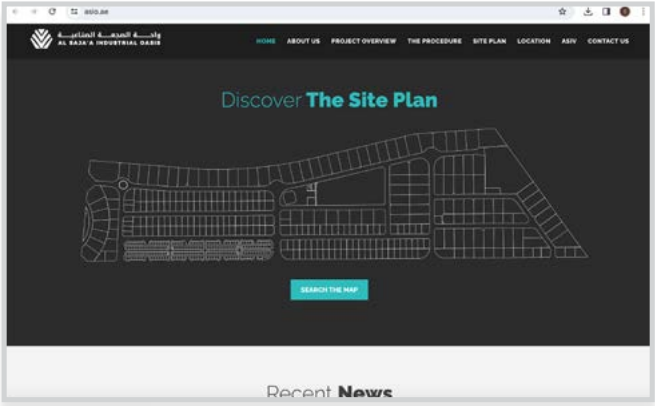 asio.ae
واحة الصجعة الصناعية
AL SAJA'A INDUSTRIAL OASIS
HOME ABOUT US PROJECT OVERVIEW THE PROCEDURE SITE PLAN LOCATION ASIV CONTACT US
Discover The Site Plan
SEARCH THE MAP
Recent News